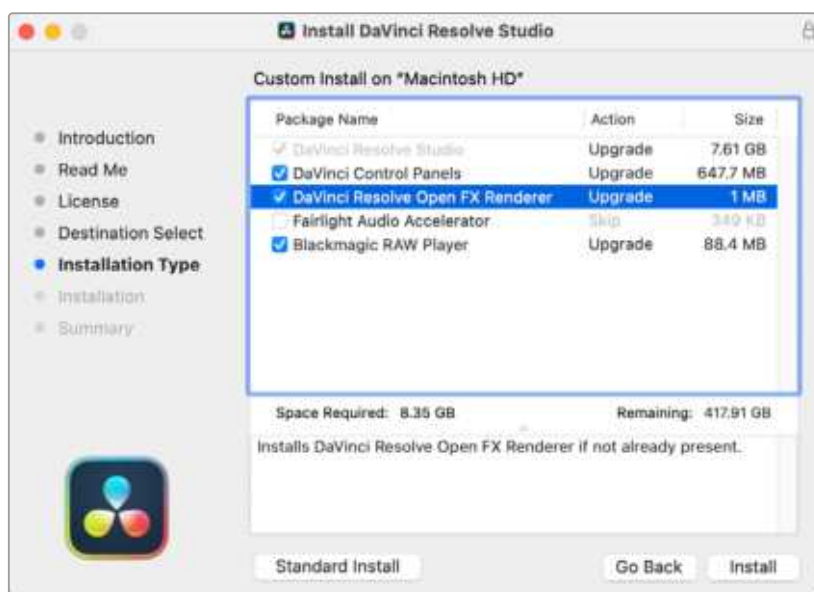 Install DaVinci Resolve Studio
Custom Install on "Macintosh HD"
Introduction
Read Me
License
Destination Select
Installation Type
Installation
Summary
Package Name Action Size
DaVinci Resolve Studio Upgrade 7.61 GB
DaVinci Control Panels Upgrade 647.7 MB
DaVinci Resolve Open FX Renderer Upgrade 1 MB
Fairlight Audio Accelerator Skip 349 KB
Blackmagic RAW Player Upgrade 88.4 MB
Space Required: 8.35 GB Remaining: 417.91 GB
Installs DaVinci Resolve Open FX Renderer if not already present.
Standard Install Go Back Install